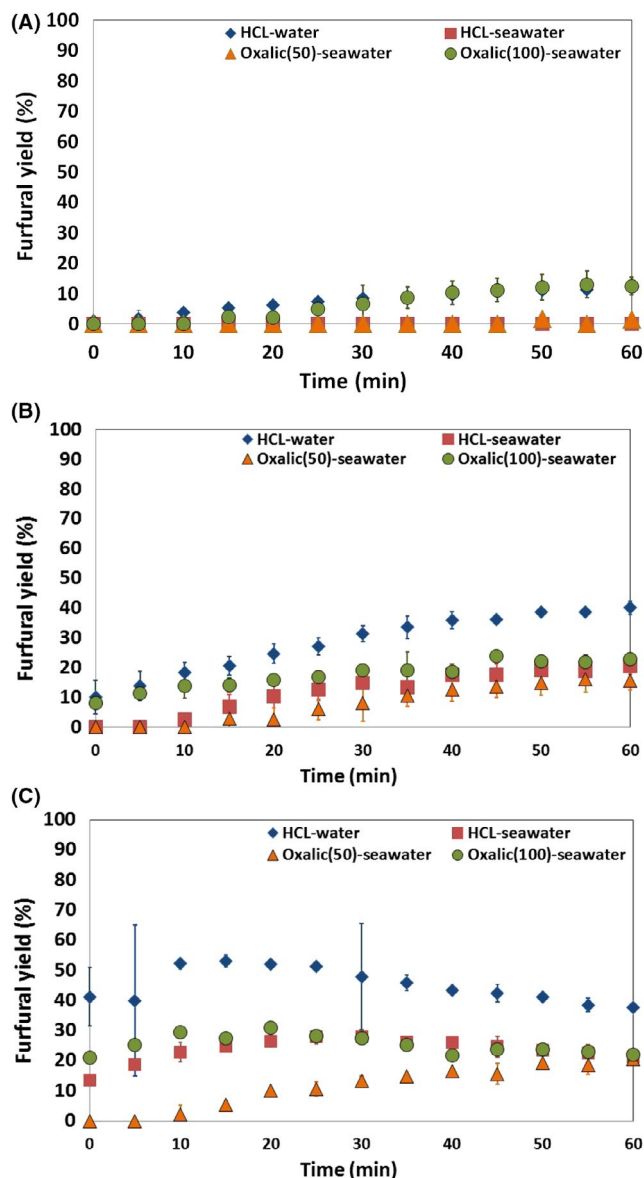 (A)
100
HCL-water HCL-seawater
90
Oxalic(50)-seawater Oxalic(100)-seawater
80
70
60
50
40
30
20
10
0
Furfural yield (%)
0 10 20 30 40 50 60
Time (min)
(B)
100
HCL-water HCL-seawater
90
Oxalic(50)-seawater Oxalic(100)-seawater
80
70
60
50
40
30
20
10
0
Furfural yield (%)
0 10 20 30 40 50 60
Time (min)
(C)
100
HCL-water HCL-seawater
90
Oxalic(50)-seawater Oxalic(100)-seawater
80
70
60
50
40
30
20
10
0
Furfural yield (%)
0 10 20 30 40 50 60
Time (min)